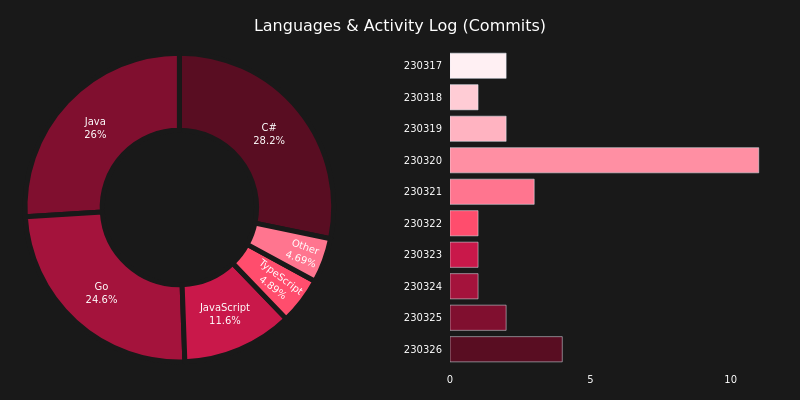 Languages & Activity Log (Commits)
Java
26%
C#
28.2%
Other
4.69%
TypeScript
4.89%
JavaScript
11.6%
Go
24.6%
230317
230318
230319
230320
230321
230322
230323
230324
230325
230326
0 5 10